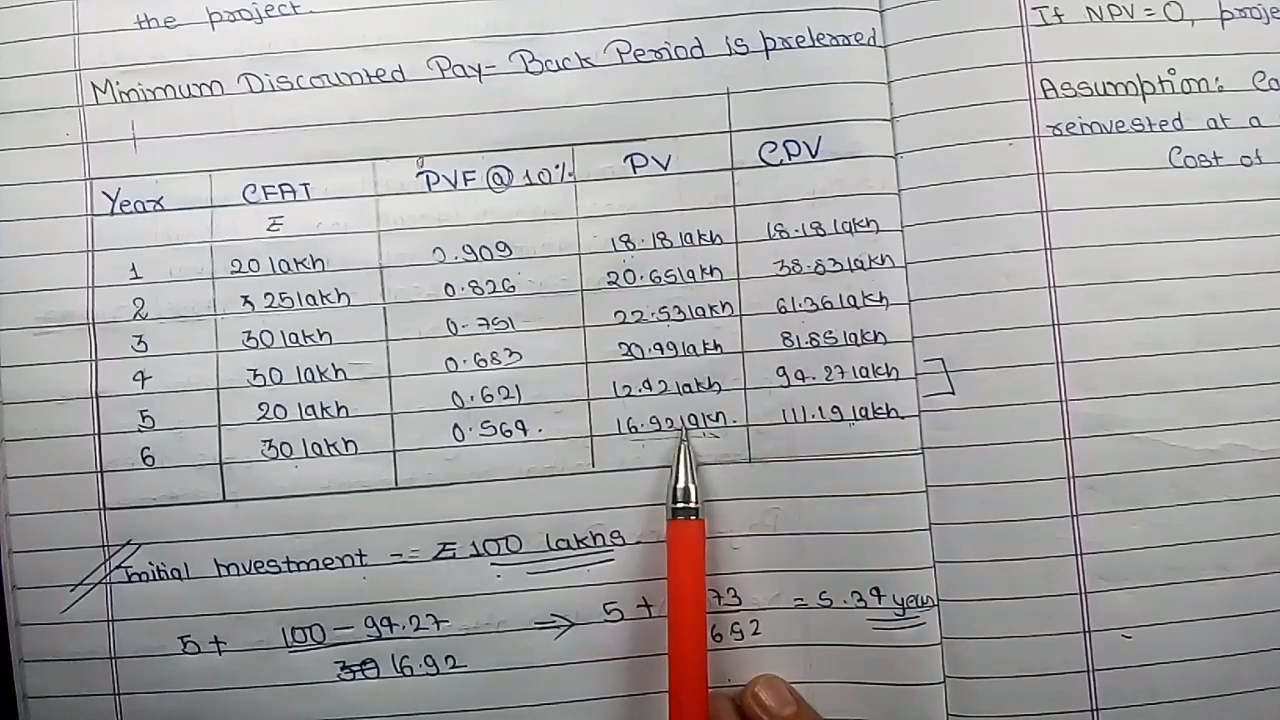 the project.
Minimum Discounted Pay-Back Period is preferred
Year CFAT PVF @ 10% PV CPV
₹
1 20 lakh 0.909 18.18 lakh 18.18 lakh
2 25 lakh 0.826 20.65 lakh 38.83 lakh
3 30 lakh 0.751 22.53 lakh 61.36 lakh
4 30 lakh 0.683 20.49 lakh 81.85 lakh
5 20 lakh 0.621 12.42 lakh 94.27 lakh
6 30 lakh 0.564. 16.92 lakh. 111.19 lakh
Initial Investment == ₹ 100 lakhs
5 + 100 - 94.27 ⇒ 5 + 73 = 5.34 years
16.92 692
If NPV = 0,
Assumption:
reinvested at a
Cost of